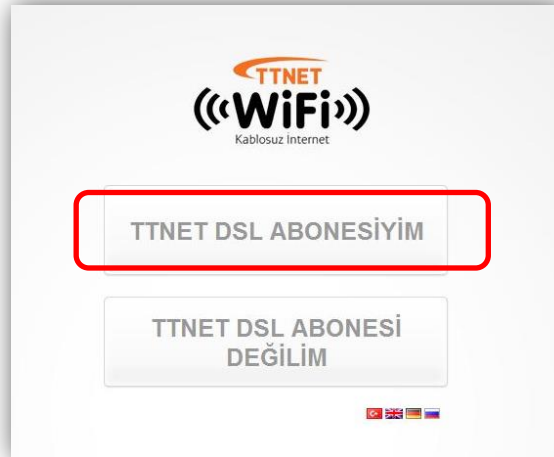 TTNET
WiFi
Kablosuz İnternet
TTNET DSL ABONESİYİM
TTNET DSL ABONESİ
DEĞİLİM